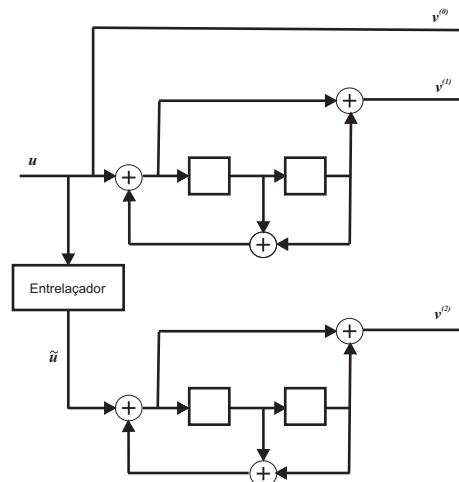 v⁽⁰⁾
v⁽¹⁾
u
Entrelaçador
v⁽²⁾
ũ